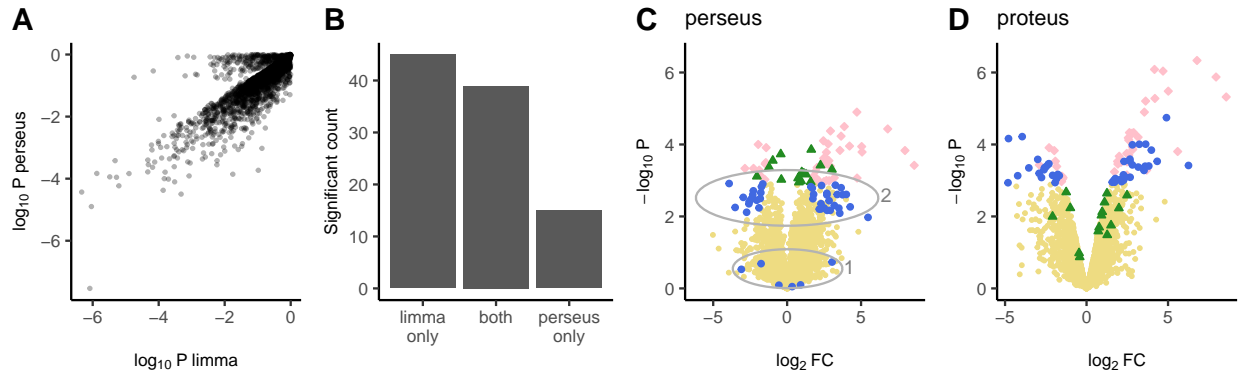 A
0
−2
−4
−6
−6
−4
−2
0
log10 P perseus
log10 P limma
B
40
30
20
10
0
Significant count
limma only
both
perseus only
C
perseus
6
4
2
0
−5
0
5
−log10 P
log2 FC
2
1
D
proteus
6
4
2
0
−5
0
5
−log10 P
log2 FC